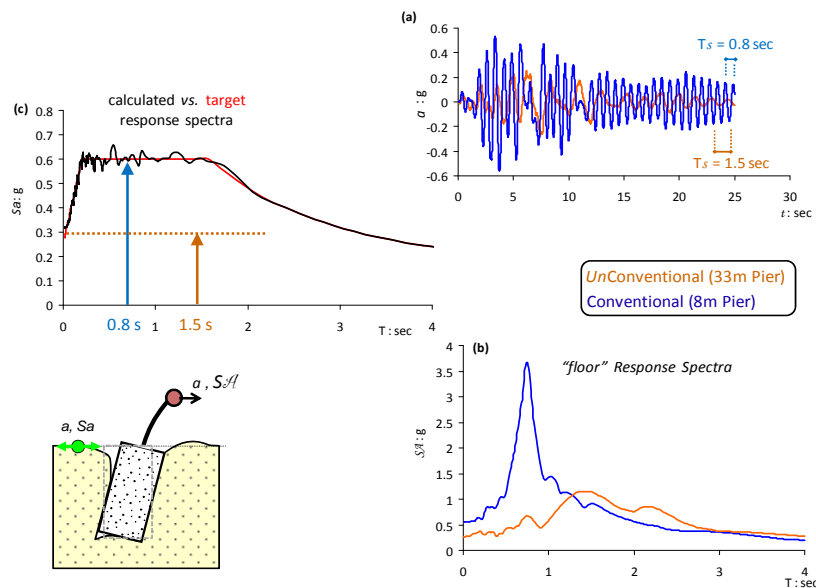 (a)
0.6
0.4
0.2
0
-0.2
-0.4
-0.6
a : g
Ts = 0.8 sec
Ts = 1.5 sec
0 5 10 15 20 25 30
t : sec
(c)
calculated vs. target
response spectra
0.8
0.7
0.6
0.5
0.4
0.3
0.2
0.1
0
Sa: g
0 1 2 3 4
0.8 s 1.5 s
T : sec
UnConventional (33m Pier)
Conventional (8m Pier)
(b)
"floor" Response Spectra
4
3.5
3
2.5
2
1.5
1
0.5
0
SA : g
0 1 2 3 4
T : sec
a , SA
a, Sa